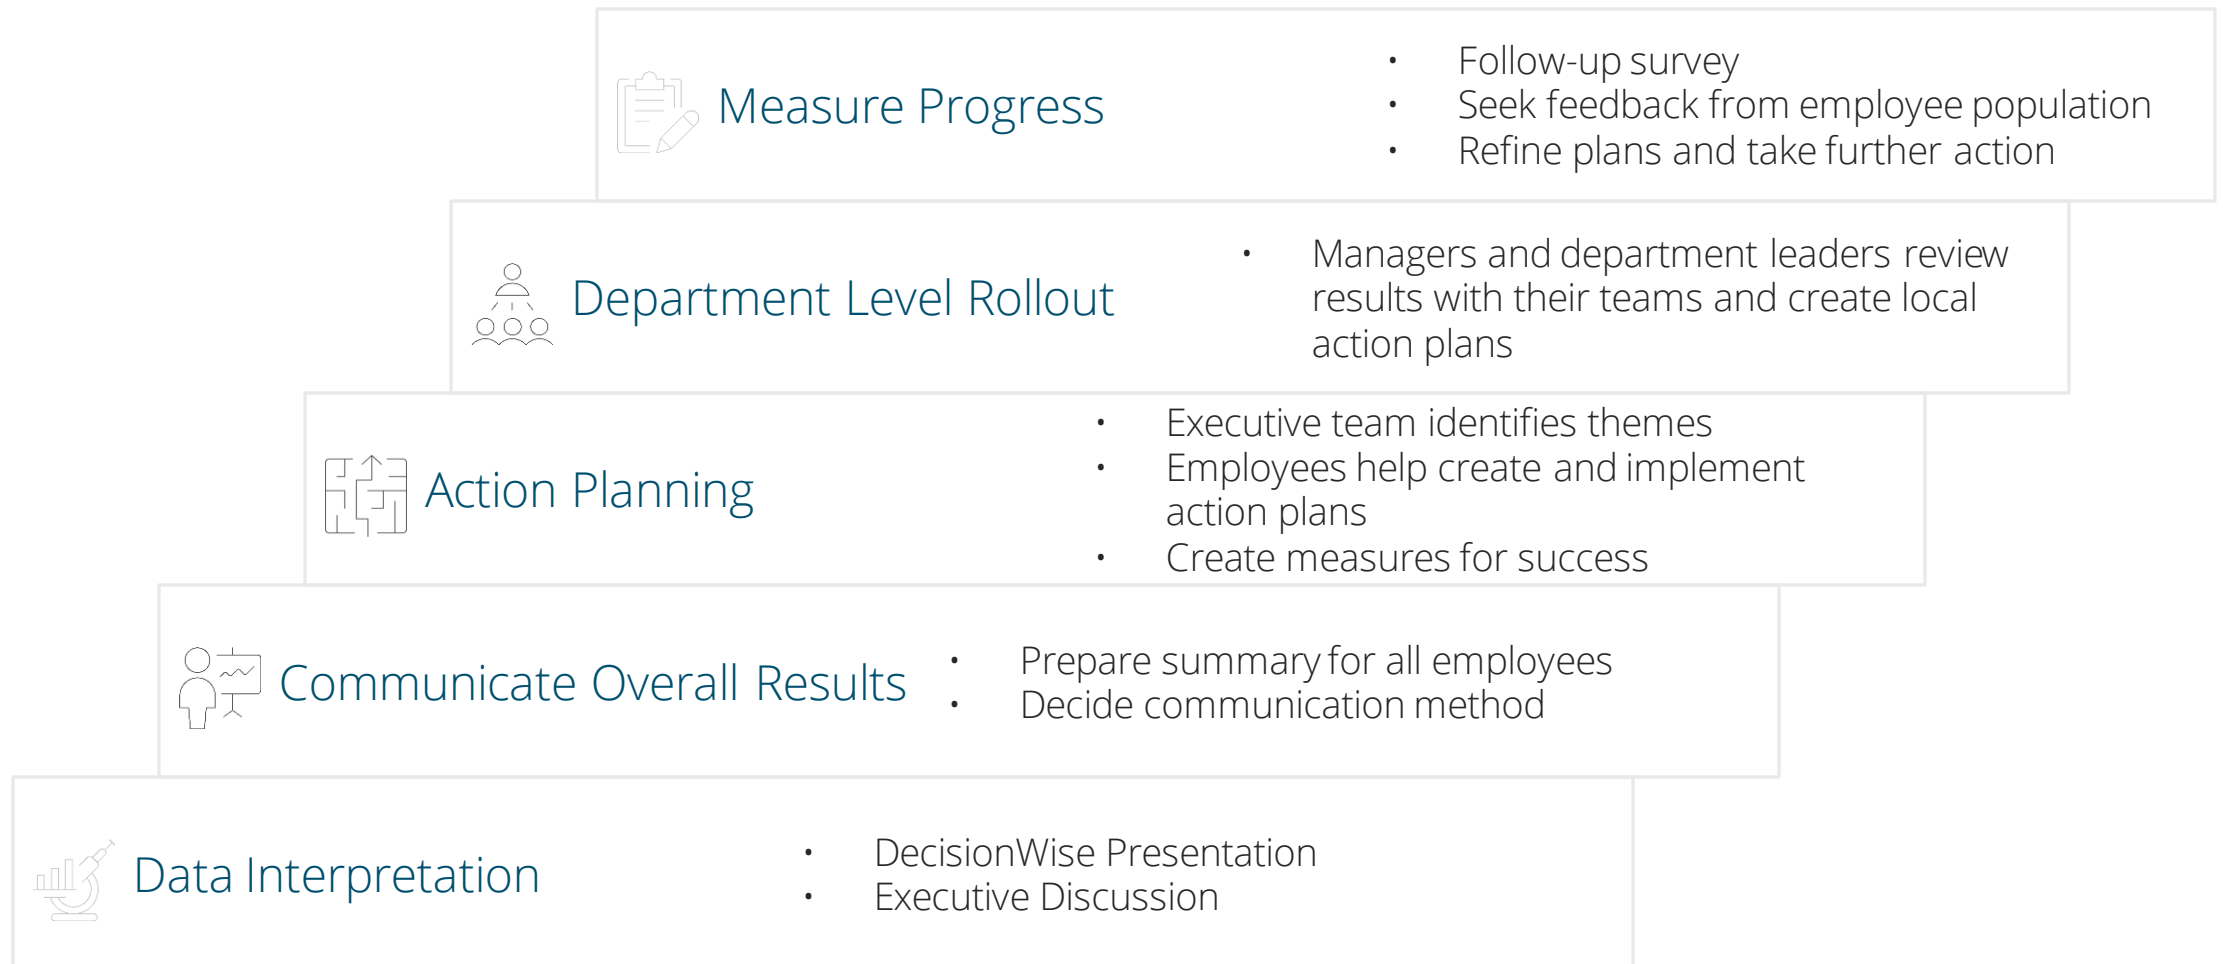 Measure Progress
• Follow-up survey
• Seek feedback from employee population
• Refine plans and take further action
Department Level Rollout
• Managers and department leaders review
results with their teams and create local
action plans
Action Planning
• Executive team identifies themes
• Employees help create and implement
action plans
• Create measures for success
Communicate Overall Results
• Prepare summary for all employees
• Decide communication method
Data Interpretation
• DecisionWise Presentation
• Executive Discussion